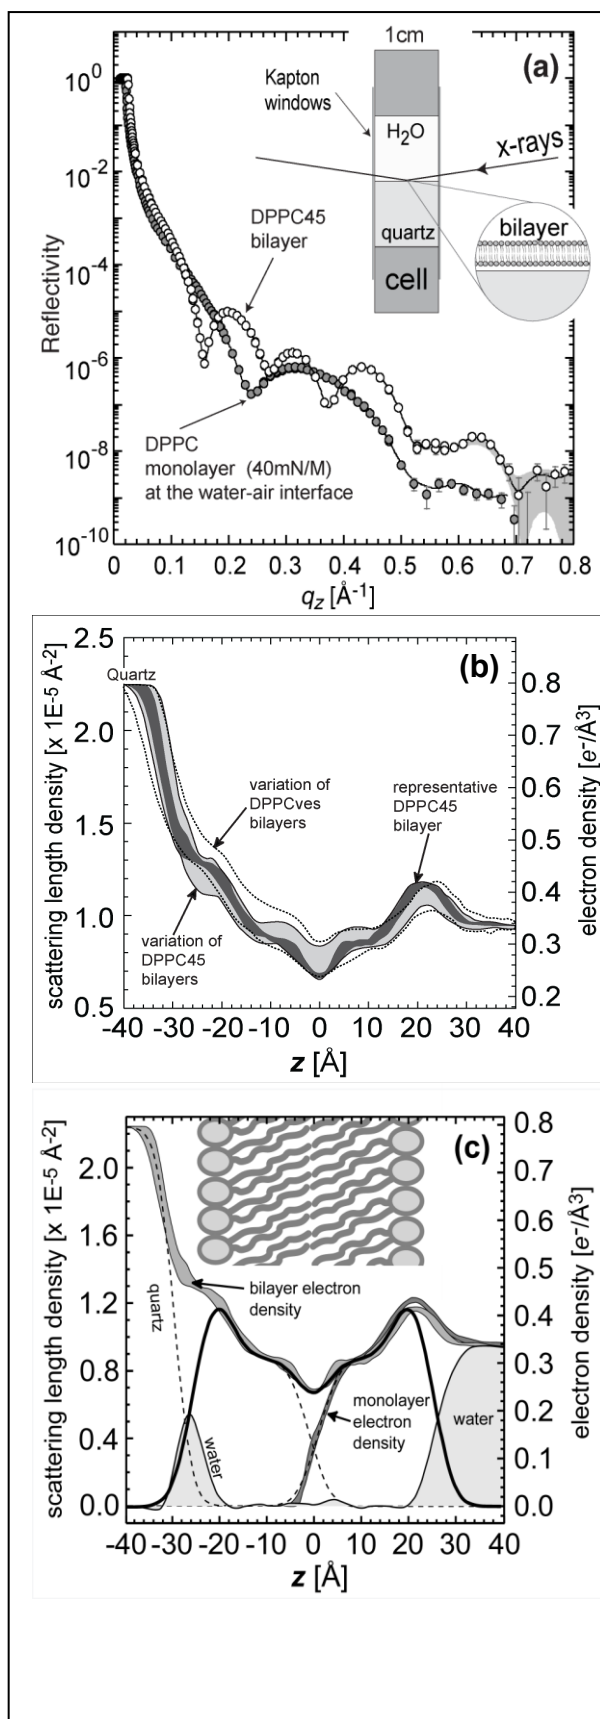 1cm
(a)
Kapton
windows
H2O
x-rays
DPPC45
bilayer
bilayer
quartz
cell
DPPC
monolayer (40mN/M)
at the water-air interface
Reflectivity
10^0
10^-2
10^-4
10^-6
10^-8
10^-10
0 0.1 0.2 0.3 0.4 0.5 0.6 0.7 0.8
qz [Å-1]
(b)
Quartz
variation of
DPPCves
bilayers
representative
DPPC45
bilayer
variation of
DPPC45
bilayers
scattering length density [x 1E-5 Å-2]
2.5
2.0
1.5
1.0
0.5
electron density [e-/Å3]
0.8
0.7
0.6
0.5
0.4
0.3
0.2
-40 -30 -20 -10 0 10 20 30 40
z [Å]
(c)
quartz
bilayer electron
density
monolayer
electron
density
water
water
scattering length density [x 1E-5 Å-2]
2.0
1.6
1.2
0.8
0.4
0.0
electron density [e-/Å3]
0.8
0.7
0.6
0.5
0.4
0.3
0.2
0.1
0.0
-40 -30 -20 -10 0 10 20 30 40
z [Å]